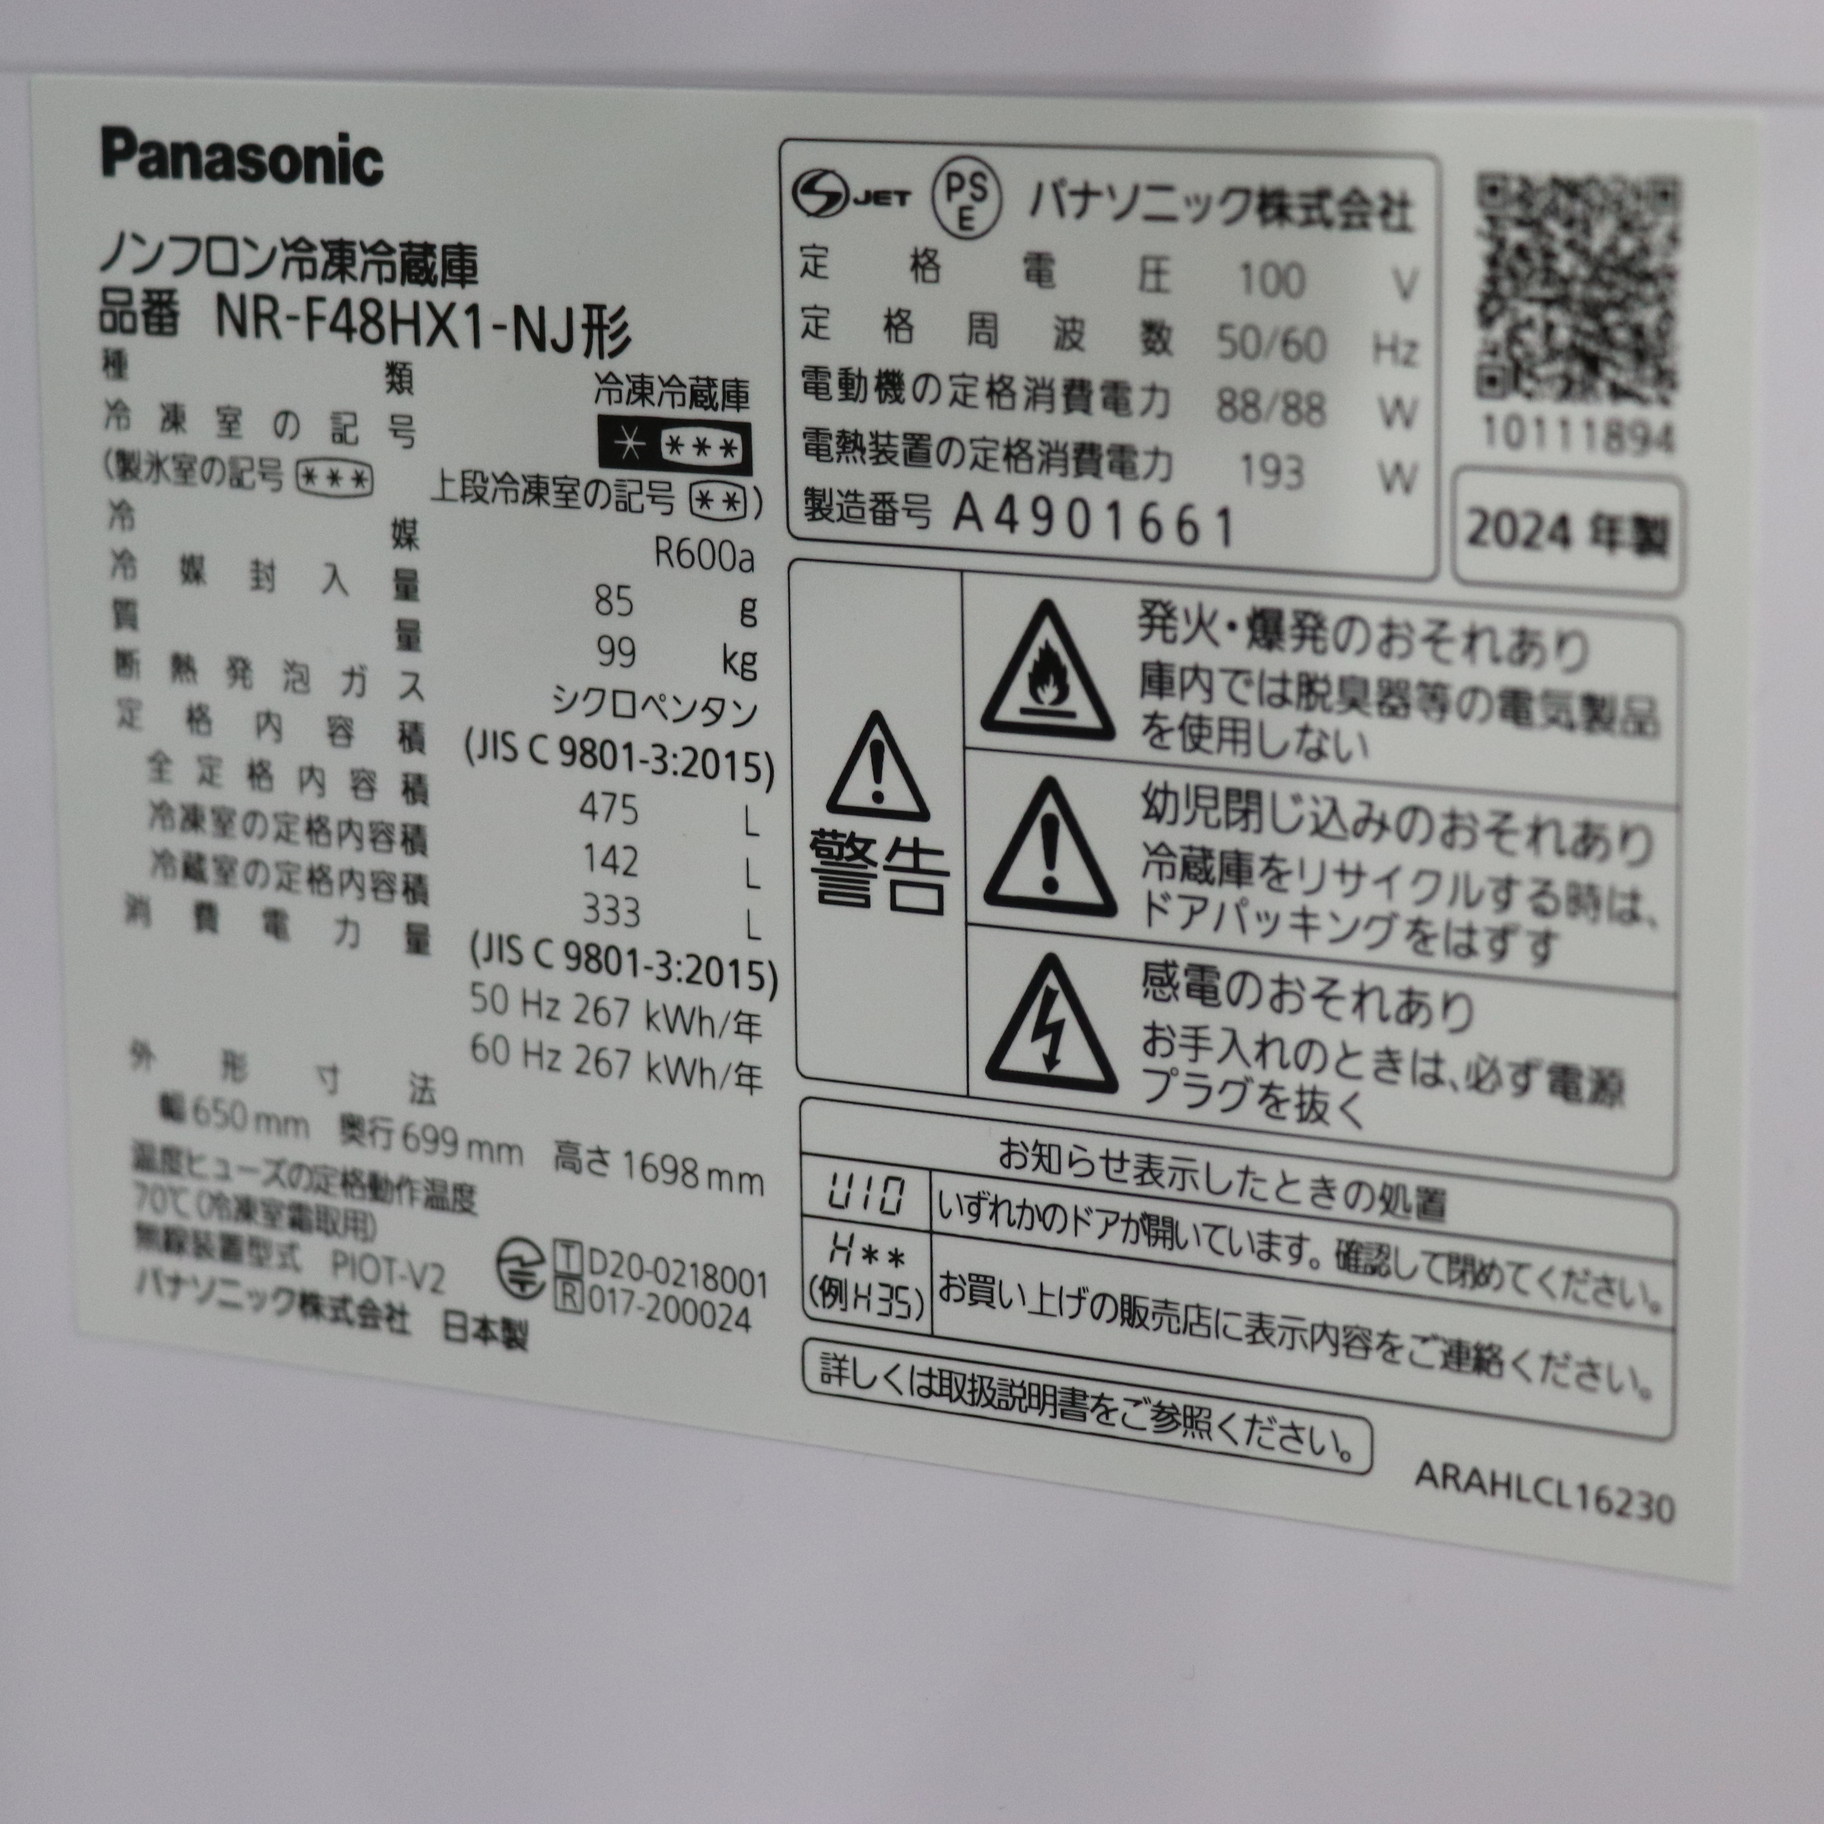 Panasonic
ノンフロン冷凍冷蔵庫
品番 NR-F48HX1-NJ形
種類 冷凍冷蔵庫
冷凍室の記号 * ***
(製氷室の記号 *** 上段冷凍室の記号 **)
冷媒 R600a
冷媒封入量 85 g
質量 99 kg
断熱発泡ガス シクロペンタン
定格内容積 (JIS C 9801-3:2015)
全定格内容積 475 L
冷凍室の定格内容積 142 L
冷蔵室の定格内容積 333 L
消費電力量 (JIS C 9801-3:2015)
50 Hz 267 kWh/年
60 Hz 267 kWh/年
外形寸法
幅650mm 奥行699mm 高さ1698mm
温度ヒューズの定格動作温度
70℃(冷凍室霜取用)
無線装置型式 PIOT-V2
T D20-0218001
R 017-200024
パナソニック株式会社 日本製
S JET PSE パナソニック株式会社
定格電圧 100 V
定格周波数 50/60 Hz
電動機の定格消費電力 88/88 W
電熱装置の定格消費電力 193 W
製造番号 A4901661
10111894
2024年製
警告
発火・爆発のおそれあり
庫内では脱臭器等の電気製品
を使用しない
幼児閉じ込みのおそれあり
冷蔵庫をリサイクルする時は、
ドアパッキングをはずす
感電のおそれあり
お手入れのときは、必ず電源
プラグを抜く
お知らせ表示したときの処置
U10 いずれかのドアが開いています。確認して閉めてください。
H**
(例H35) お買い上げの販売店に表示内容をご連絡ください。
詳しくは取扱説明書をご参照ください。
ARAHLCL16230